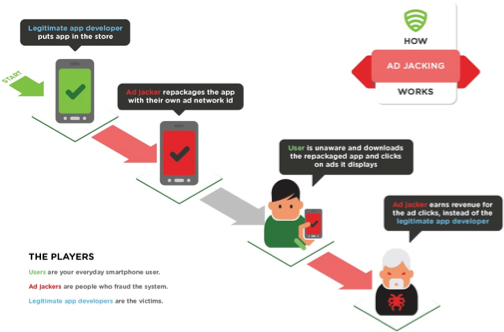 HOW
AD JACKING
WORKS
START
Legitimate app developer
puts app in the store
Ad jacker repackages the app
with their own ad network id
User is unaware and downloads
the repackaged app and clicks
on ads it displays
Ad jacker earns revenue for
the ad clicks, instead of the
legitimate app developer
THE PLAYERS
Users are your everyday smartphone user.
Ad jackers are people who fraud the system.
Legitimate app developers are the victims.